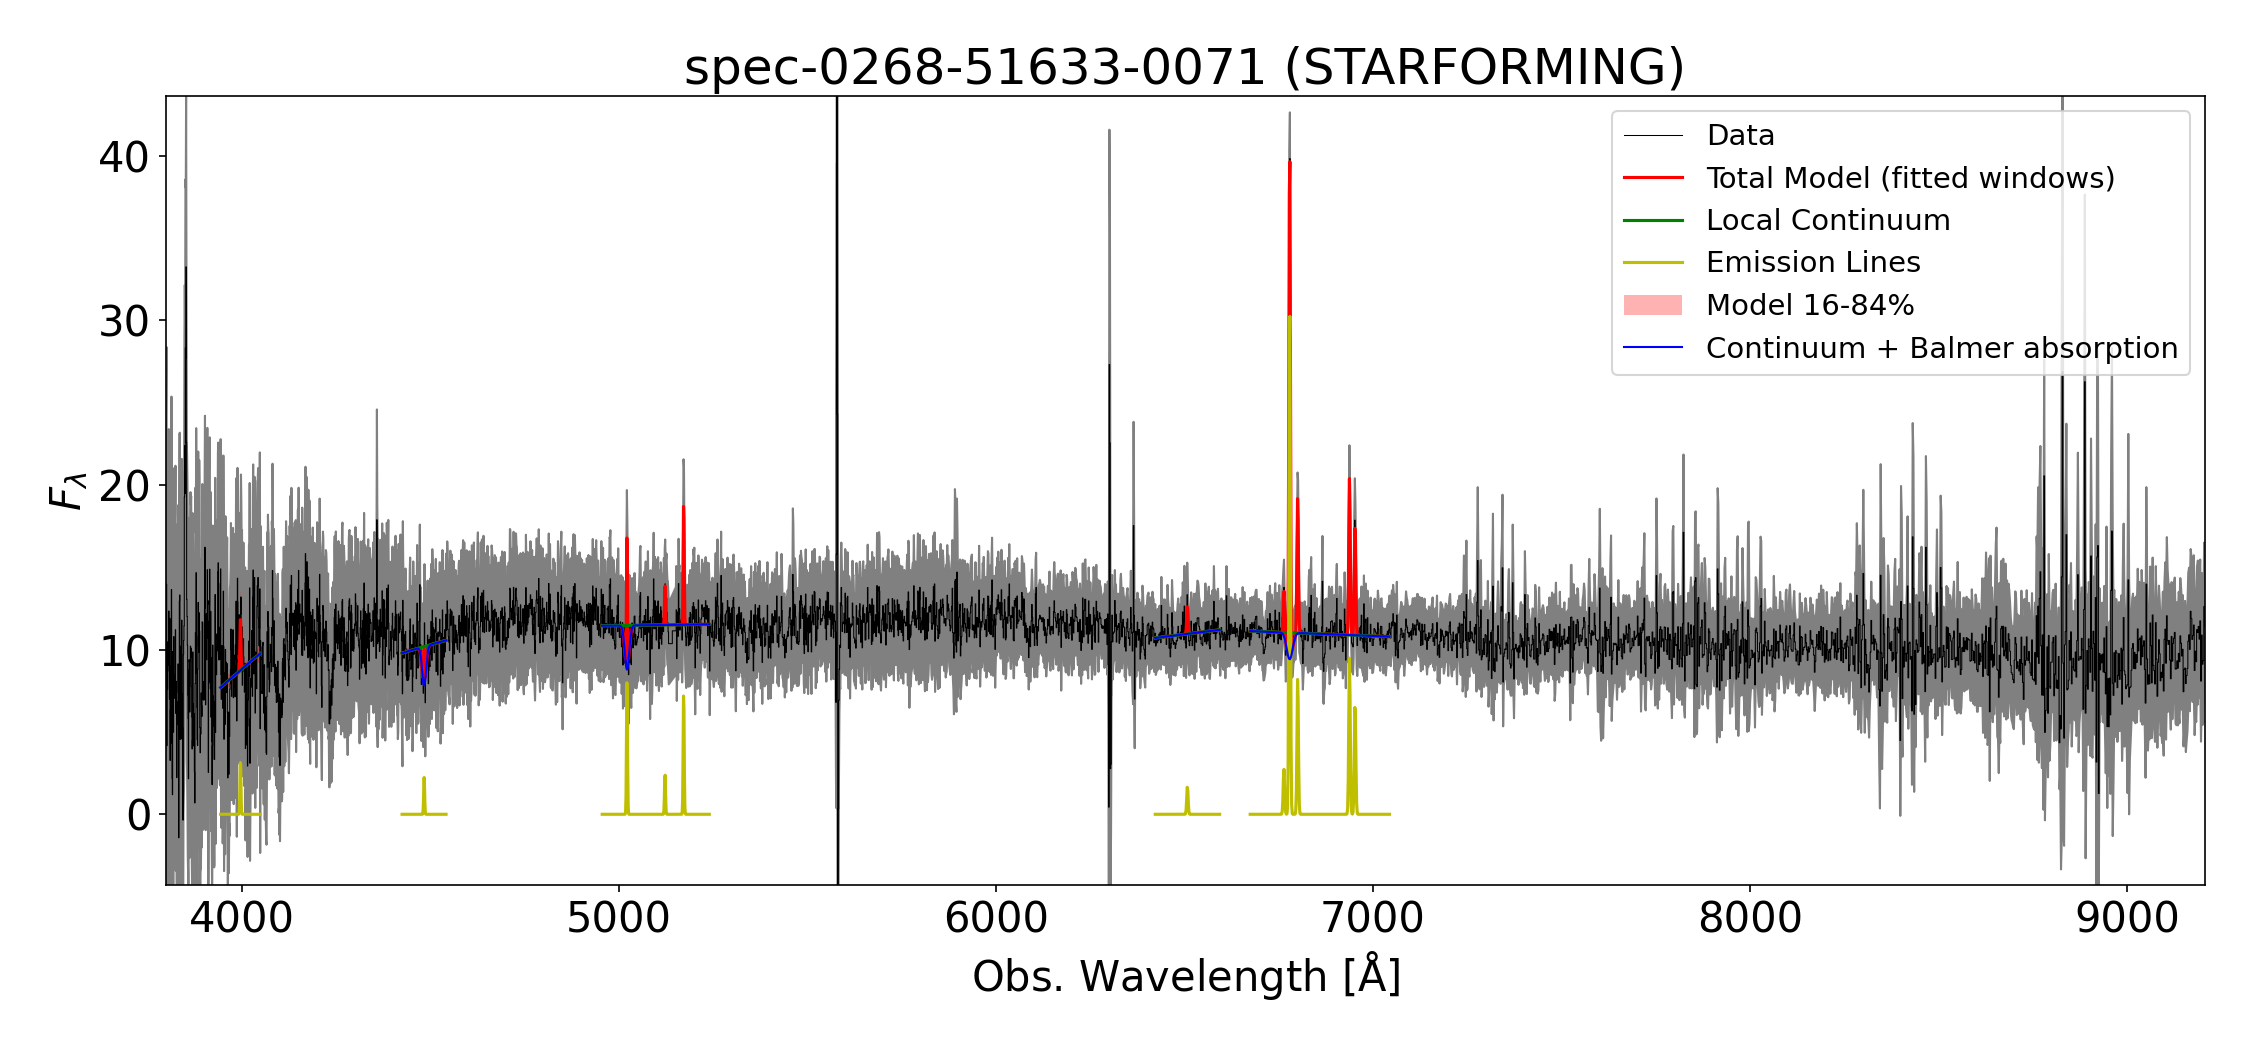 spec-0268-51633-0071 (STARFORMING)
Data
Total Model (fitted windows)
Local Continuum
Emission Lines
Model 16-84%
Continuum + Balmer absorption
40
30
20
10
0
Fλ
4000 5000 6000 7000 8000 9000
Obs. Wavelength [Å]